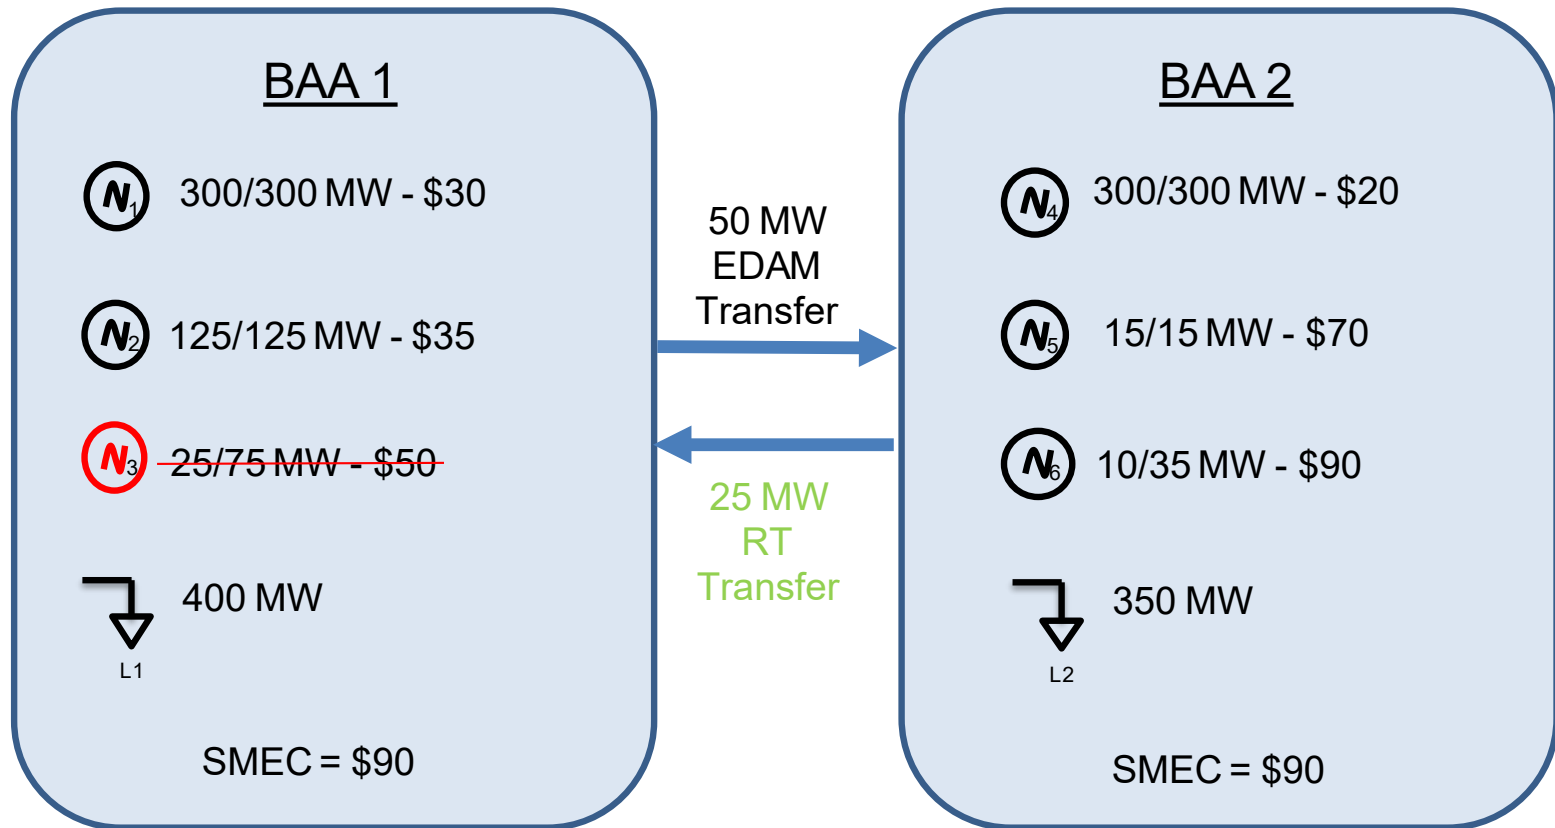 BAA 1
N1 300/300 MW - $30
N2 125/125 MW - $35
N3 25/75 MW - $50
400 MW
L1
SMEC = $90
50 MW
EDAM
Transfer
25 MW
RT
Transfer
BAA 2
N4 300/300 MW - $20
N5 15/15 MW - $70
N6 10/35 MW - $90
350 MW
L2
SMEC = $90